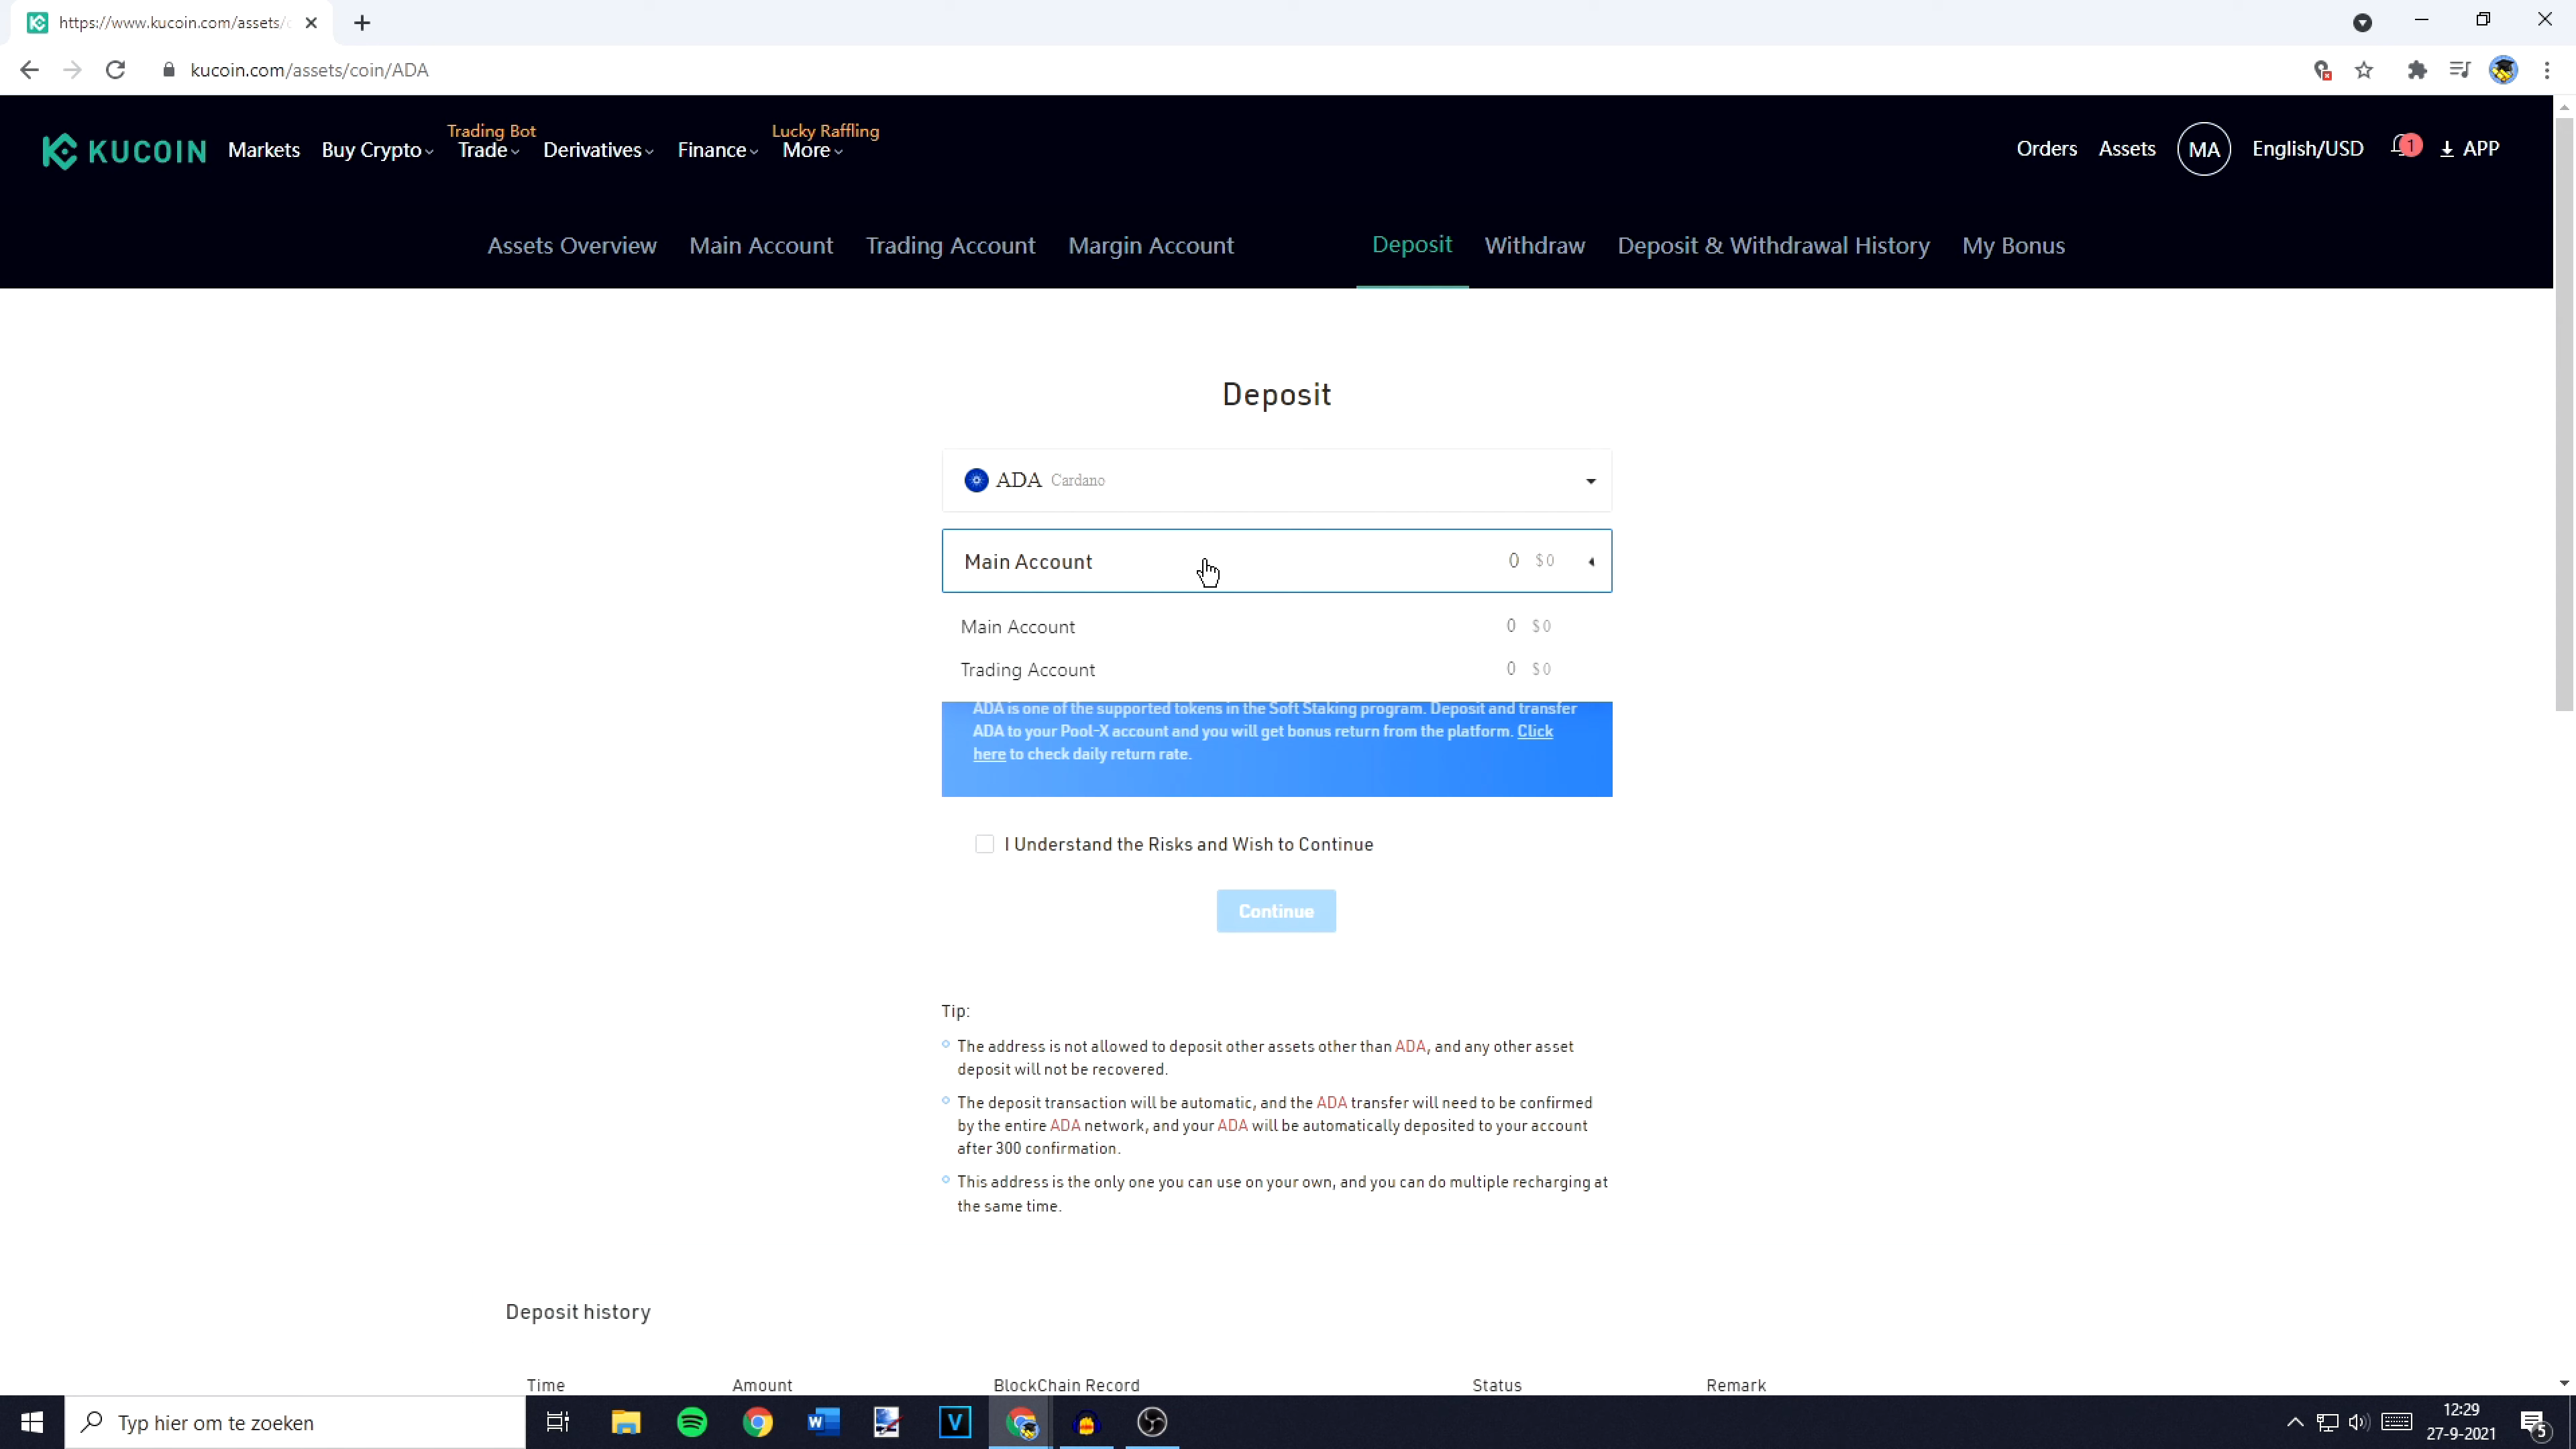 https://www.kucoin.com/assets/
kucoin.com/assets/coin/ADA
Trading Bot
Lucky Raffling
KUCOIN Markets Buy Crypto Trade Derivatives Finance More
Orders Assets MA English/USD 1 APP
Assets Overview Main Account Trading Account Margin Account Deposit Withdraw Deposit & Withdrawal History My Bonus
Deposit
ADA Cardano
Main Account 0 $0
Main Account 0 $0
Trading Account 0 $0
ADA is one of the supported tokens in the Soft Staking program. Deposit and transfer
ADA to your Pool-X account and you will get bonus return from the platform. Click
here to check daily return rate.
I Understand the Risks and Wish to Continue
Continue
Tip:
The address is not allowed to deposit other assets other than ADA, and any other asset
deposit will not be recovered.
The deposit transaction will be automatic, and the ADA transfer will need to be confirmed
by the entire ADA network, and your ADA will be automatically deposited to your account
after 300 confirmation.
This address is the only one you can use on your own, and you can do multiple recharging at
the same time.
Deposit history
Time Amount BlockChain Record Status Remark
Typ hier om te zoeken
W
V
12:29
27-9-2021
5